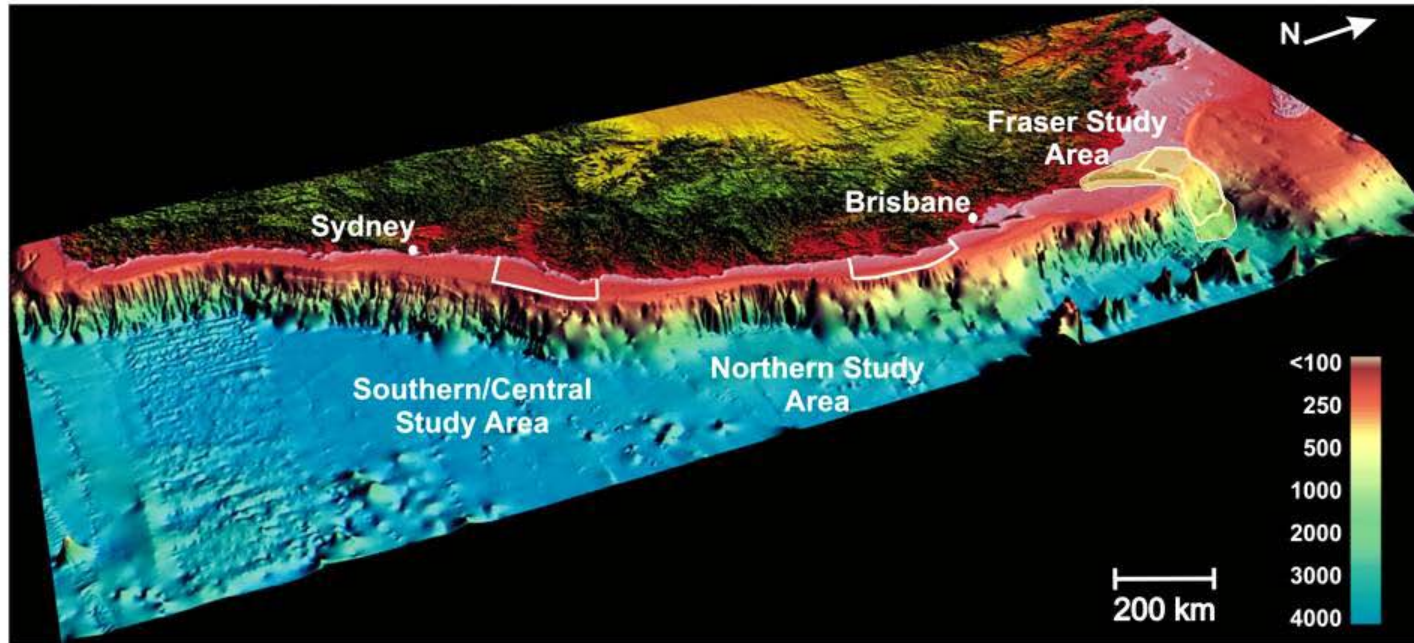 N
Fraser Study
Area
Brisbane
Sydney
Northern Study
Area
Southern/Central
Study Area
<100
250
500
1000
2000
3000
4000
200 km